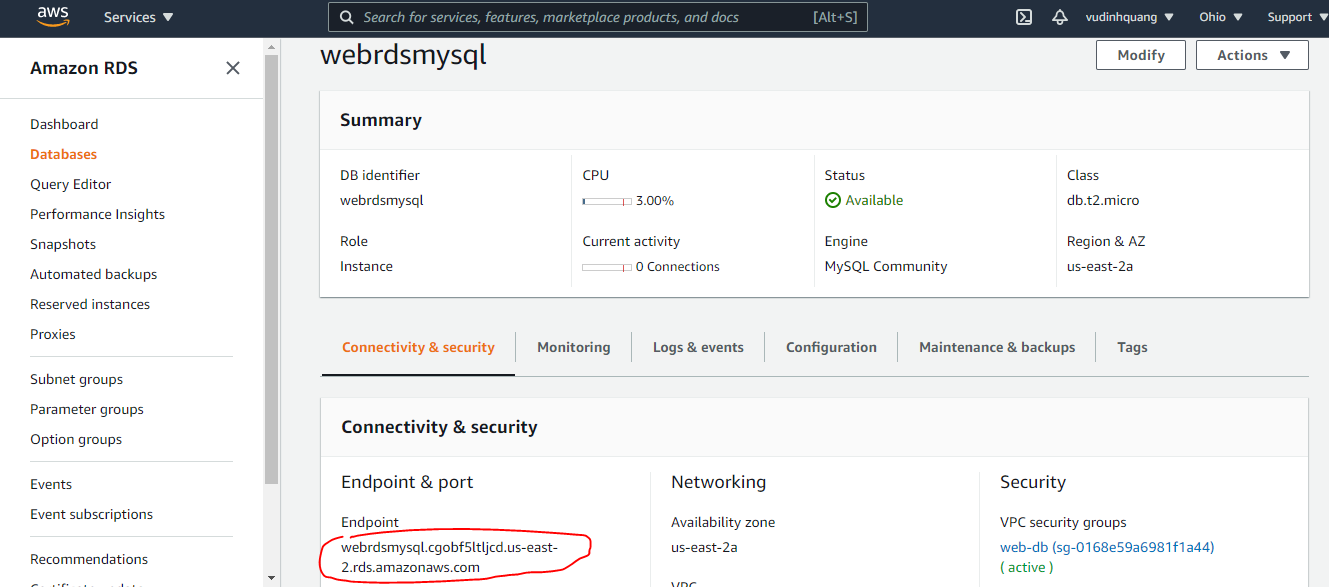 aws
Services
Search for services, features, marketplace products, and docs [Alt+S]
vudinhquang
Ohio
Support
Amazon RDS
Dashboard
Databases
Query Editor
Performance Insights
Snapshots
Automated backups
Reserved instances
Proxies
Subnet groups
Parameter groups
Option groups
Events
Event subscriptions
Recommendations
Certificate update
webrdsmysql
Modify
Actions
Summary
DB identifier
webrdsmysql
CPU
3.00%
Status
Available
Class
db.t2.micro
Role
Instance
Current activity
0 Connections
Engine
MySQL Community
Region & AZ
us-east-2a
Connectivity & security
Monitoring
Logs & events
Configuration
Maintenance & backups
Tags
Connectivity & security
Endpoint & port
Endpoint
webrdsmysql.cgobf5ltljcd.us-east-
2.rds.amazonaws.com
Networking
Availability zone
us-east-2a
VPC
Security
VPC security groups
web-db (sg-0168e59a6981f1a44)
( active )